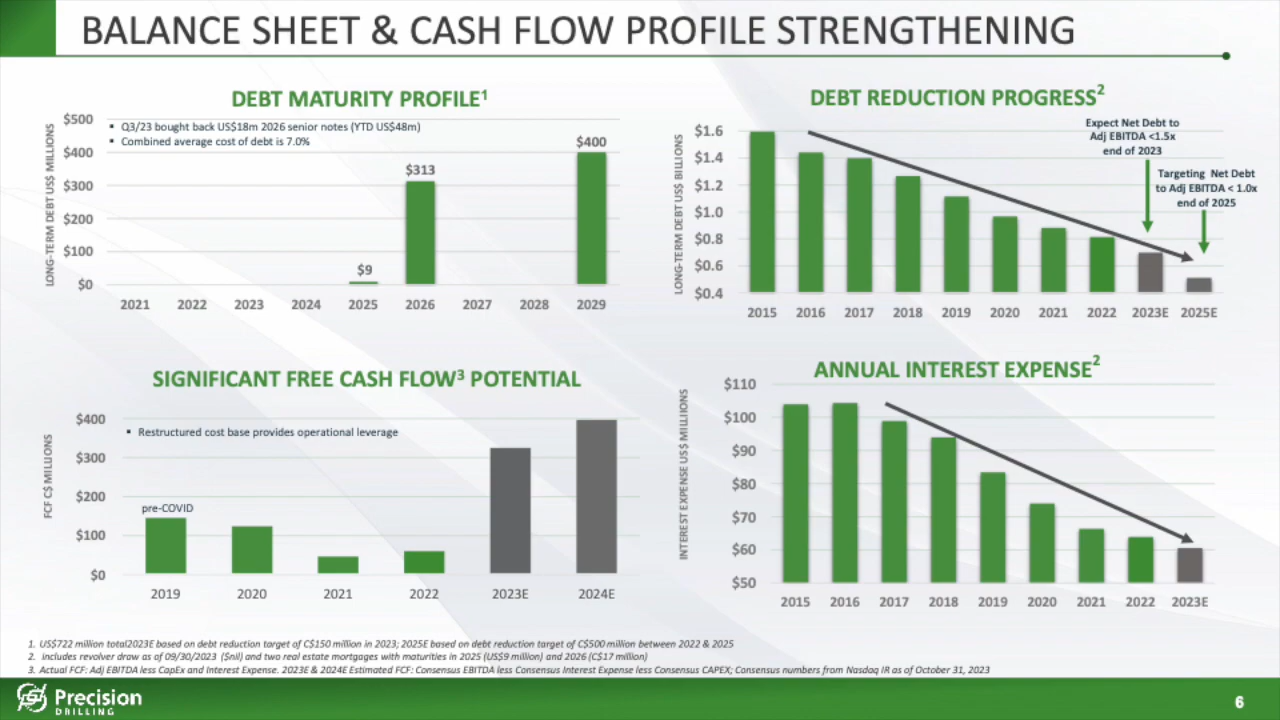 BALANCE SHEET & CASH FLOW PROFILE STRENGTHENING
DEBT MATURITY PROFILE¹
▪ Q3/23 bought back US$18m 2026 senior notes (YTD US$48m)
▪ Combined average cost of debt is 7.0%
LONG-TERM DEBT US$ MILLIONS
$500
$400
$300
$200
$100
$0
$9
$313
$400
2021 2022 2023 2024 2025 2026 2027 2028 2029
DEBT REDUCTION PROGRESS²
Expect Net Debt to
Adj EBITDA <1.5x
end of 2023
Targeting Net Debt
to Adj EBITDA < 1.0x
end of 2025
LONG-TERM DEBT US$ BILLIONS
$1.6
$1.4
$1.2
$1.0
$0.8
$0.6
$0.4
2015 2016 2017 2018 2019 2020 2021 2022 2023E 2025E
SIGNIFICANT FREE CASH FLOW³ POTENTIAL
▪ Restructured cost base provides operational leverage
FCF C$ MILLIONS
$400
$300
$200
$100
$0
pre-COVID
2019 2020 2021 2022 2023E 2024E
ANNUAL INTEREST EXPENSE²
INTEREST EXPENSE US$ MILLIONS
$110
$100
$90
$80
$70
$60
$50
2015 2016 2017 2018 2019 2020 2021 2022 2023E
1. US$722 million total2023E based on debt reduction target of C$150 million in 2023; 2025E based on debt reduction target of C$500 million between 2022 & 2025
2. Includes revolver draw as of 09/30/2023 ($nil) and two real estate mortgages with maturities in 2025 (US$9 million) and 2026 (C$17 million)
3. Actual FCF: Adj EBITDA less CapEx and Interest Expense. 2023E & 2024E Estimated FCF: Consensus EBITDA less Consensus Interest Expense less Consensus CAPEX; Consensus numbers from Nasdaq IR as of October 31, 2023
Precision
DRILLING
6